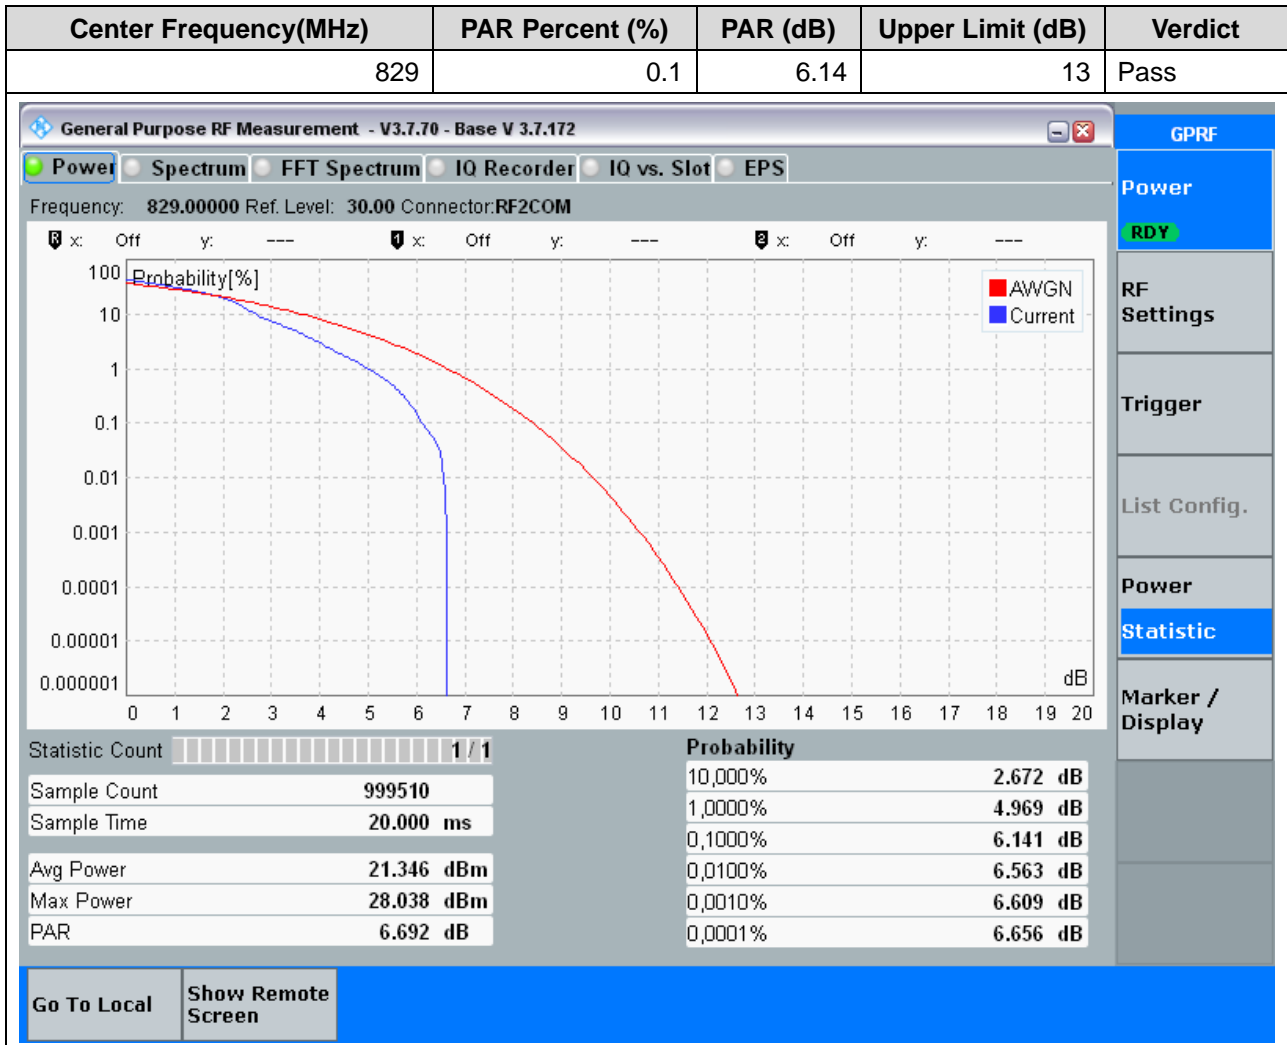 Center Frequency(MHz) PAR Percent (%) PAR (dB) Upper Limit (dB) Verdict
829 0.1 6.14 13 Pass
General Purpose RF Measurement - V3.7.70 - Base V 3.7.172
GPRF
Power Spectrum FFT Spectrum IQ Recorder IQ vs. Slot EPS
Power
RDY
Frequency: 829.00000 Ref. Level: 30.00 Connector:RF2COM
R x: Off y: --- 1 x: Off y: --- 2 x: Off y: ---
Probability[%]
AWGN
Current
100
10
1
0.1
0.01
0.001
0.0001
0.00001
0.000001
dB
0 1 2 3 4 5 6 7 8 9 10 11 12 13 14 15 16 17 18 19 20
RF
Settings
Trigger
List Config.
Power
Statistic
Marker /
Display
Statistic Count 1 / 1
Sample Count 999510
Sample Time 20.000 ms
Avg Power 21.346 dBm
Max Power 28.038 dBm
PAR 6.692 dB
Probability
10,000% 2.672 dB
1,0000% 4.969 dB
0,1000% 6.141 dB
0,0100% 6.563 dB
0,0010% 6.609 dB
0,0001% 6.656 dB
Go To Local
Show Remote
Screen